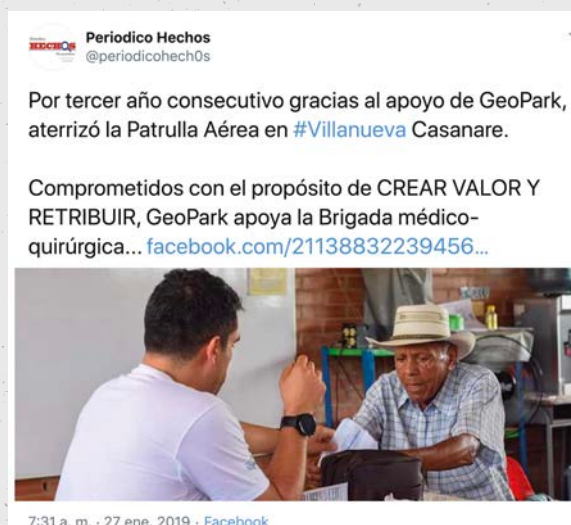 HECHOS
Periodico Hechos
@periodicohech0s
Por tercer año consecutivo gracias al apoyo de GeoPark,
aterrizó la Patrulla Aérea en #Villanueva Casanare.
Comprometidos con el propósito de CREAR VALOR Y
RETRIBUIR, GeoPark apoya la Brigada médico-
quirúrgica... facebook.com/21138832239456...
7:31 a. m. · 27 ene. 2019 · Facebook